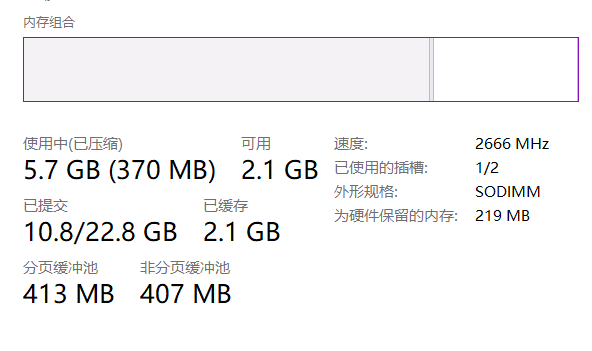 内存组合
使用中(已压缩) 可用
5.7 GB (370 MB) 2.1 GB
已提交 已缓存
10.8/22.8 GB 2.1 GB
分页缓冲池 非分页缓冲池
413 MB 407 MB
速度: 2666 MHz
已使用的插槽: 1/2
外形规格: SODIMM
为硬件保留的内存: 219 MB